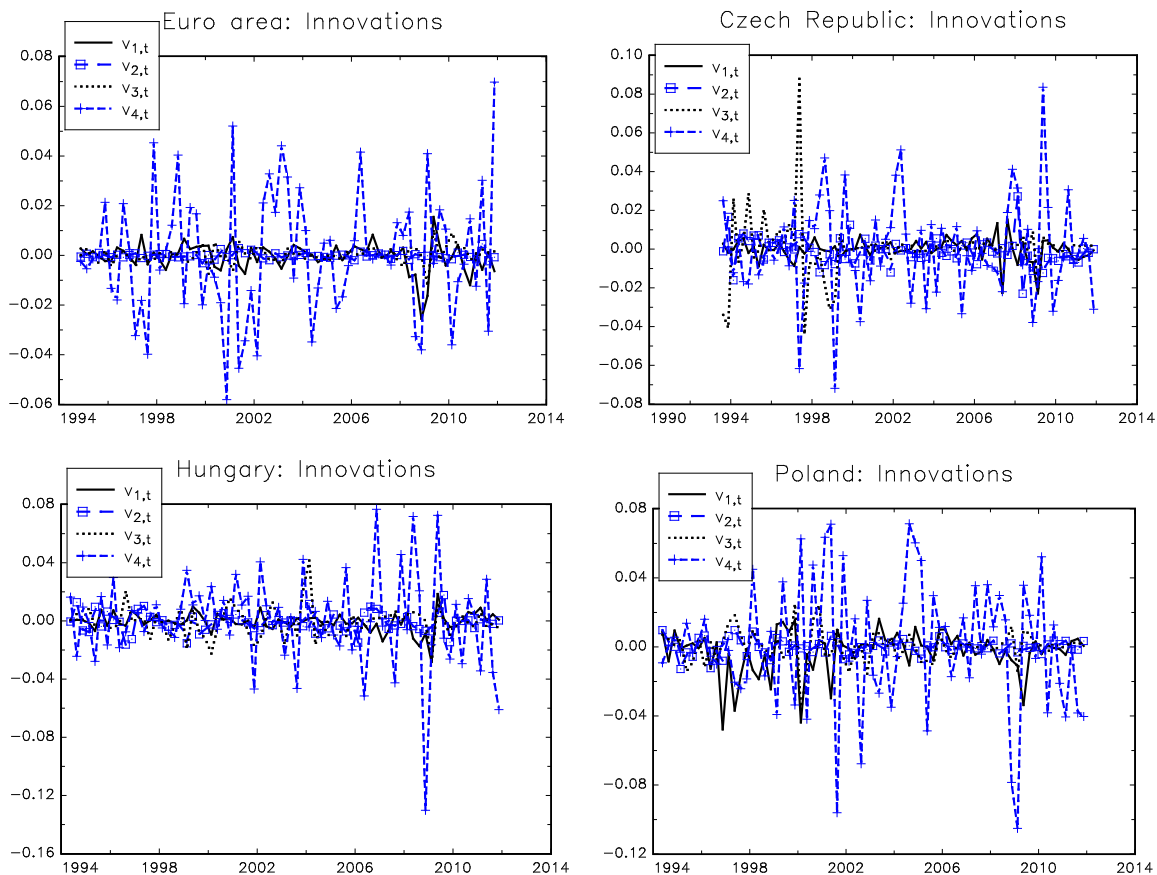 Euro area: Innovations
v1,t
v2,t
v3,t
v4,t
0.08
0.06
0.04
0.02
0.00
−0.02
−0.04
−0.06
1994 1998 2002 2006 2010 2014
Czech Republic: Innovations
v1,t
v2,t
v3,t
v4,t
0.10
0.08
0.06
0.04
0.02
0.00
−0.02
−0.04
−0.06
−0.08
1990 1994 1998 2002 2006 2010 2014
Hungary: Innovations
v1,t
v2,t
v3,t
v4,t
0.08
0.04
0.00
−0.04
−0.08
−0.12
−0.16
1994 1998 2002 2006 2010 2014
Poland: Innovations
v1,t
v2,t
v3,t
v4,t
0.08
0.04
0.00
−0.04
−0.08
−0.12
1994 1998 2002 2006 2010 2014